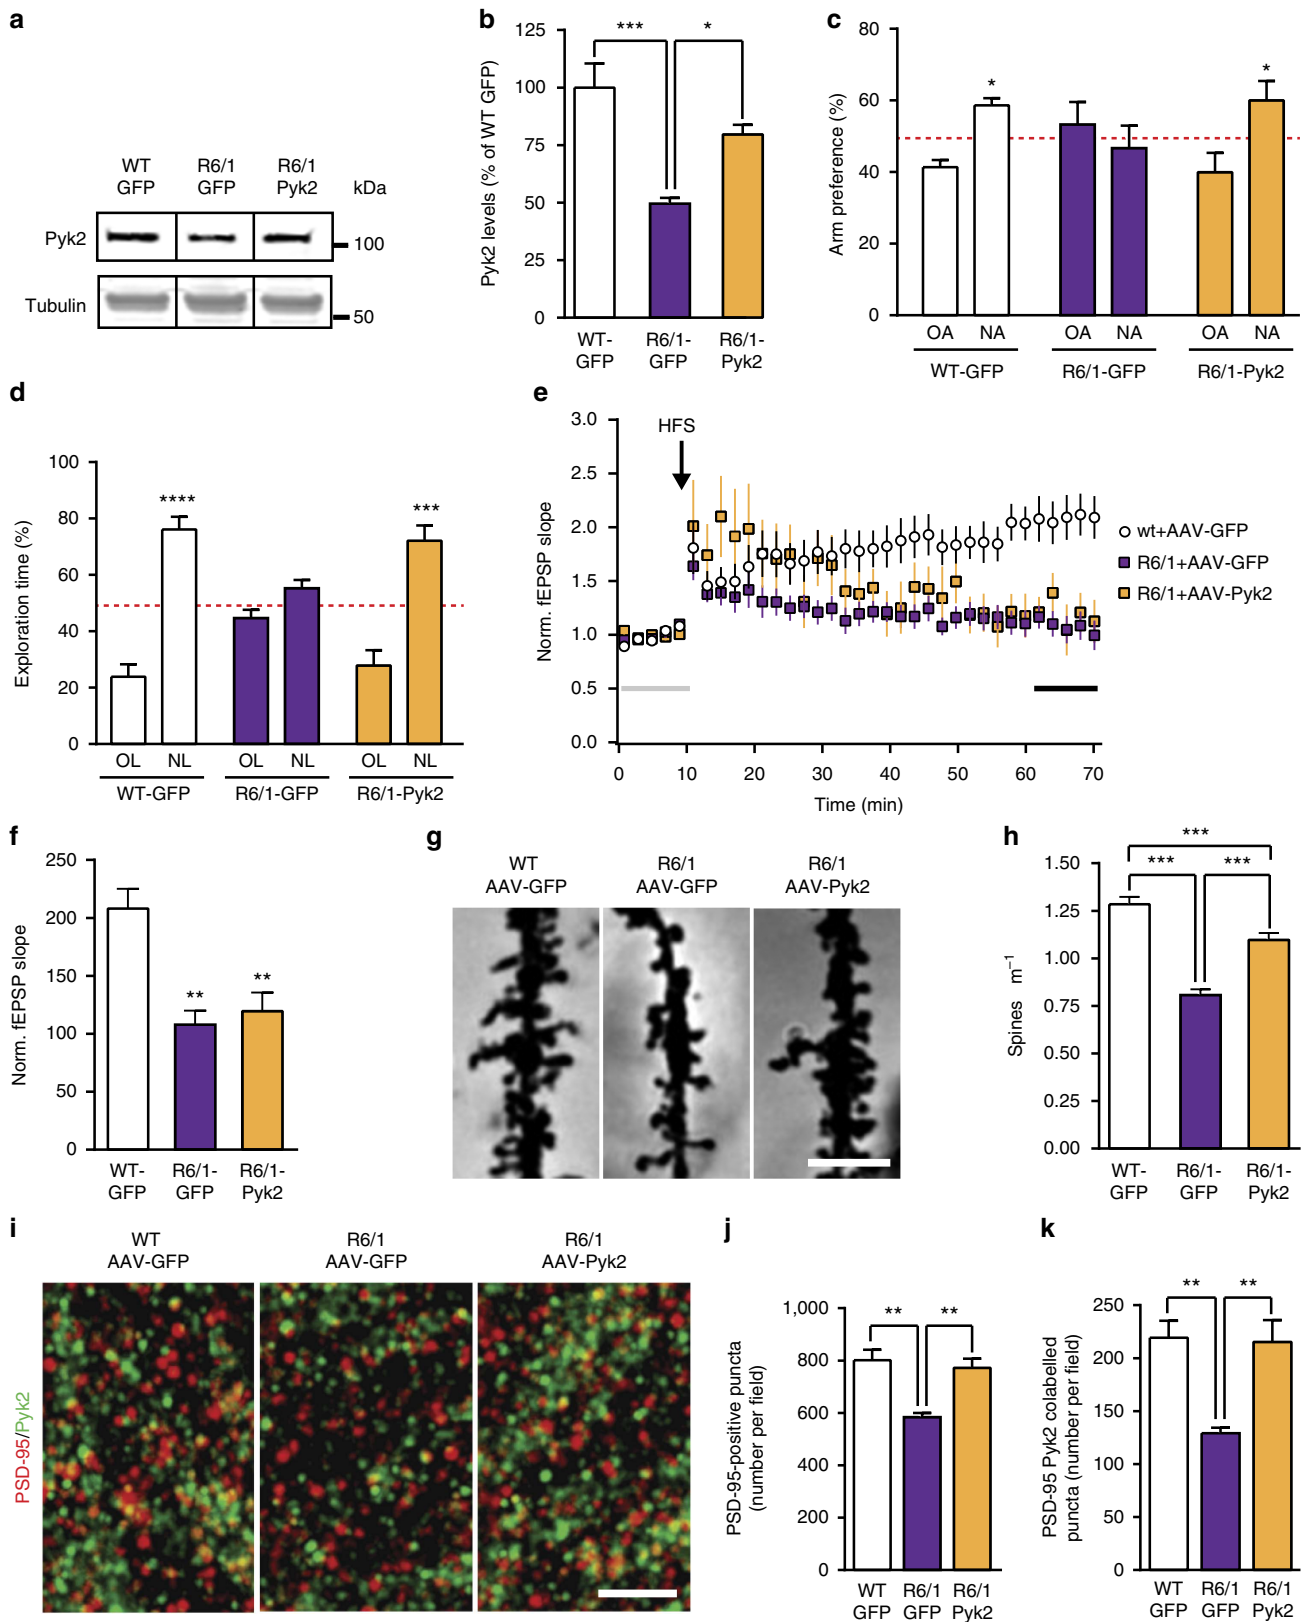 a
WT
GFP
R6/1
GFP
R6/1
Pyk2
kDa
Pyk2
100
Tubulin
50
b
Pyk2 levels (% of WT GFP)
125
100
75
50
25
0
***
*
WT-
GFP
R6/1-
GFP
R6/1-
Pyk2
c
Arm preference (%)
80
60
40
20
0
*
*
OA
NA
OA
NA
OA
NA
WT-GFP
R6/1-GFP
R6/1-Pyk2
d
Exploration time (%)
100
80
60
40
20
0
****
***
OL
NL
OL
NL
OL
NL
WT-GFP
R6/1-GFP
R6/1-Pyk2
e
Norm. fEPSP slope
3.0
2.5
2.0
1.5
1.0
0.5
0.0
HFS
0
10
20
30
40
50
60
70
Time (min)
wt+AAV-GFP
R6/1+AAV-GFP
R6/1+AAV-Pyk2
f
Norm. fEPSP slope
250
200
150
100
50
0
**
**
WT-
GFP
R6/1-
GFP
R6/1-
Pyk2
g
WT
AAV-GFP
R6/1
AAV-GFP
R6/1
AAV-Pyk2
h
Spines m⁻¹
1.50
1.25
1.00
0.75
0.50
0.25
0.00
***
***
***
WT-
GFP
R6/1-
GFP
R6/1-
Pyk2
i
WT
AAV-GFP
R6/1
AAV-GFP
R6/1
AAV-Pyk2
PSD-95/Pyk2
j
PSD-95-positive puncta
(number per field)
1,000
800
600
400
200
0
**
**
WT
GFP
R6/1
GFP
R6/1
Pyk2
k
PSD-95 Pyk2 colabelled
puncta (number per field)
250
200
150
100
50
0
**
**
WT
GFP
R6/1
GFP
R6/1
Pyk2